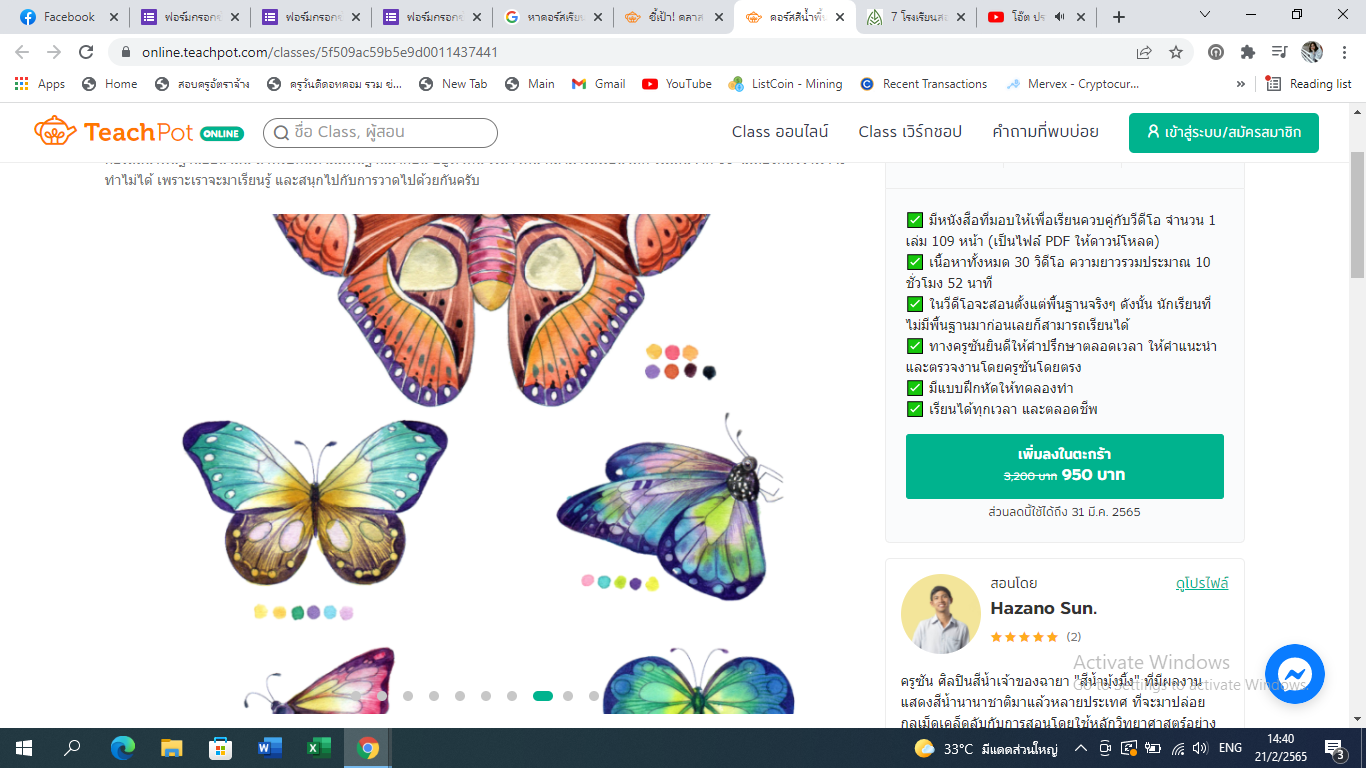 Facebook
ฟอร์มกรอกข
ฟอร์มกรอกข
ฟอร์มกรอกข
หาคอร์สเรียน
ชี้เป้า! ตลาส
คอร์สสีน้ำพื้น
7 โรงเรียนสอ
โอ๊ต ปร
online.teachpot.com/classes/5f509ac59b5e9d0011437441
Apps
Home
สอบครูอัตราจ้าง
ครูวันดีดอทคอม รวม ข่...
New Tab
Main
Gmail
YouTube
ListCoin - Mining
Recent Transactions
Mervex - Cryptocur...
»
Reading list
TeachPot ONLINE
ชื่อ Class, ผู้สอน
Class ออนไลน์
Class เวิร์กชอป
คำถามที่พบบ่อย
เข้าสู่ระบบ/สมัครสมาชิก
ทำไม่ได้ เพราะเราจะมาเรียนรู้ และสนุกไปกับการวาดไปด้วยกันครับ
✅ มีหนังสือที่มอบให้เพื่อเรียนควบคู่กับวีดีโอ จำนวน 1
เล่ม 109 หน้า (เป็นไฟล์ PDF ให้ดาวน์โหลด)
✅ เนื้อหาทั้งหมด 30 วิดีโอ ความยาวรวมประมาณ 10
ชั่วโมง 52 นาที
✅ ในวีดีโอจะสอนตั้งแต่พื้นฐานจริงๆ ดังนั้น นักเรียนที่
ไม่มีพื้นฐานมาก่อนเลยก็สามารถเรียนได้
✅ ทางครูซันยินดีให้คำปรึกษาตลอดเวลา ให้คำแนะนำ
และตรวจงานโดยครูซันโดยตรง
✅ มีแบบฝึกหัดให้ทดลองทำ
✅ เรียนได้ทุกเวลา และตลอดชีพ
เพิ่มลงในตะกร้า
3,200 บาท 950 บาท
ส่วนลดนี้ใช้ได้ถึง 31 มี.ค. 2565
สอนโดย
ดูโปรไฟล์
Hazano Sun.
(2)
ครูซัน ศิลปินสีน้ำเจ้าของฉายา "สีน้ำมุ้งมิ้ง" ที่มีผลงาน
แสดงสีน้ำนานาชาติมาแล้วหลายประเทศ ที่จะมาปล่อย
กลเม็ดเคล็ดลับกับการสอนโดยใช้หลักวิทยาศาสตร์อย่าง
Activate Windows
Go to Settings to activate Windows.
33°C มีแดดส่วนใหญ่
ENG
14:40
21/2/2565
3